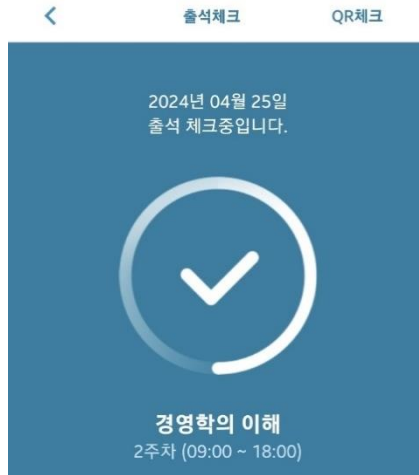 출석체크
QR체크
2024년 04월 25일
출석 체크중입니다.
경영학의 이해
2주차 (09:00 ~ 18:00)